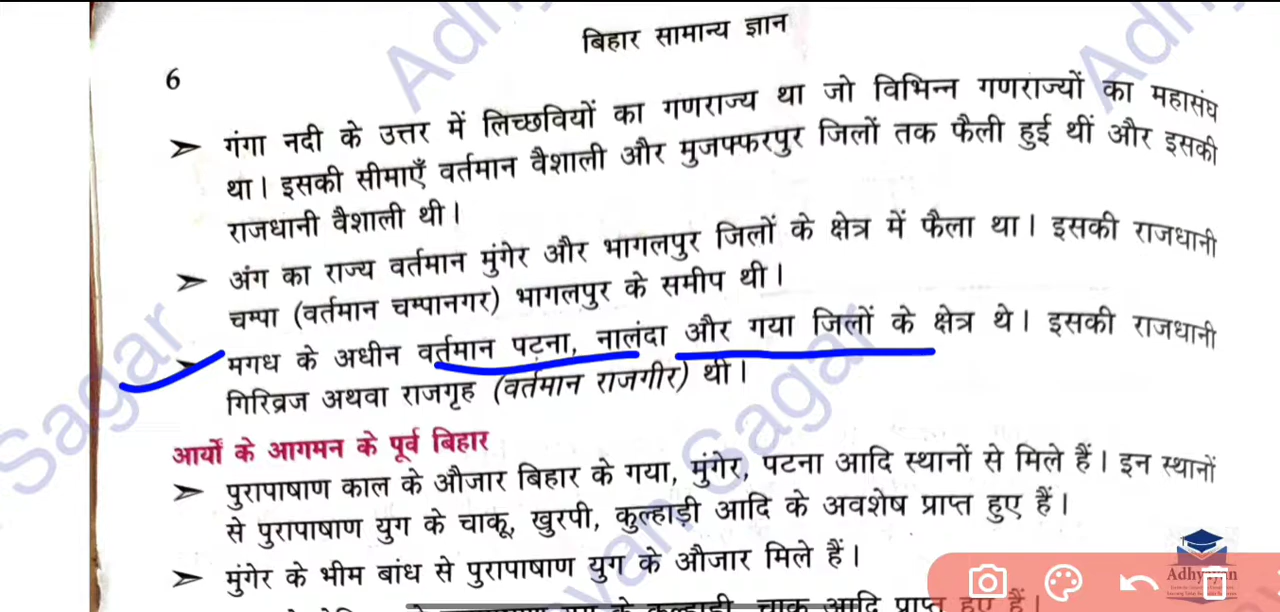 बिहार सामान्य ज्ञान
6
➢ गंगा नदी के उत्तर में लिच्छवियों का गणराज्य था जो विभिन्न गणराज्यों का महासंघ
था। इसकी सीमाएँ वर्तमान वैशाली और मुजफ्फरपुर जिलों तक फैली हुई थीं और इसकी
राजधानी वैशाली थी।
➢ अंग का राज्य वर्तमान मुंगेर और भागलपुर जिलों के क्षेत्र में फैला था। इसकी राजधानी
चम्पा (वर्तमान चम्पानगर) भागलपुर के समीप थी।
➢ मगध के अधीन वर्तमान पटना, नालंदा और गया जिलों के क्षेत्र थे। इसकी राजधानी
गिरिव्रज अथवा राजगृह (वर्तमान राजगीर) थी।
आर्यों के आगमन के पूर्व बिहार
➢ पुरापाषाण काल के औजार बिहार के गया, मुंगेर, पटना आदि स्थानों से मिले हैं। इन स्थानों
से पुरापाषाण युग के चाकू, खुरपी, कुल्हाड़ी आदि के अवशेष प्राप्त हुए हैं।
➢ मुंगेर के भीम बांध से पुरापाषाण युग के औजार मिले हैं।
के कुल्हाड़ी, चाकू आदि प्राप्त हुए हैं।
Adhyayan
Sagar